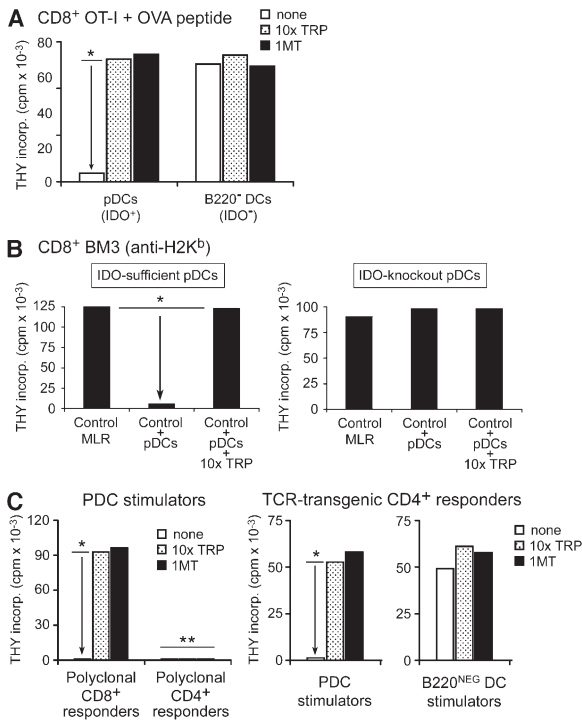 A
CD8+ OT-I + OVA peptide
none
10x TRP
1MT
THY incorp. (cpm x 10-3)
80
60
40
20
0
*
pDCs
(IDO+)
B220- DCs
(IDO-)
B
CD8+ BM3 (anti-H2Kb)
IDO-sufficient pDCs
THY incorp. (cpm x 10-3)
125
100
75
50
25
0
*
Control
MLR
Control
+
pDCs
Control
+
pDCs
+
10x TRP
IDO-knockout pDCs
THY incorp. (cpm x 10-3)
100
75
50
25
0
Control
MLR
Control
+
pDCs
Control
+
pDCs
+
10x TRP
C
PDC stimulators
THY incorp. (cpm x 10-3)
120
90
60
30
0
none
10x TRP
1MT
*
**
Polyclonal
CD8+
responders
Polyclonal
CD4+
responders
TCR-transgenic CD4+ responders
THY incorp. (cpm x 10-3)
75
50
25
0
*
PDC
stimulators
75
50
25
0
none
10x TRP
1MT
B220NEG DC
stimulators